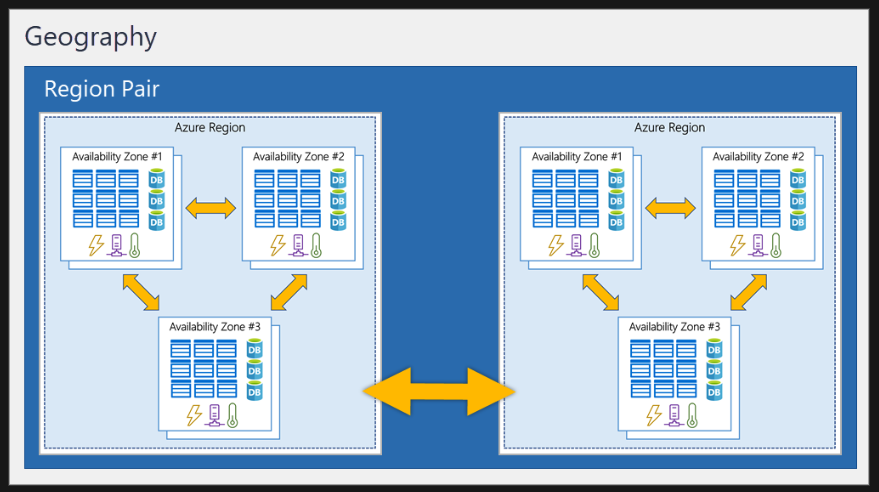 Geography
Region Pair
Azure Region
Availability Zone #1
DB
DB
DB
Availability Zone #2
DB
DB
DB
Availability Zone #3
DB
DB
DB
Azure Region
Availability Zone #1
DB
DB
DB
Availability Zone #2
DB
DB
DB
Availability Zone #3
DB
DB
DB